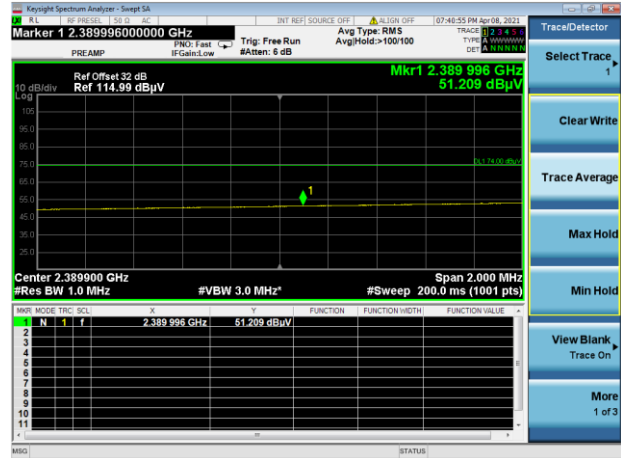 Keysight Spectrum Analyzer - Swept SA
RL RF PRESEL 50 Ω AC INT REF SOURCE OFF ALIGN OFF 07:40:55 PM Apr 08, 2021
Marker 1 2.389996000000 GHz
PREAMP
PNO: Fast
IFGain:Low
Trig: Free Run
#Atten: 6 dB
Avg Type: RMS
Avg|Hold:>100/100
TRACE 1 2 3 4 5 6
TYPE A WWWWW
DET A N N N N N
Ref Offset 32 dB
10 dB/div Ref 114.99 dBµV
Log
Mkr1 2.389 996 GHz
51.209 dBµV
105
95.0
85.0
75.0
DL1 74.00 dBµV
65.0
55.0
1
45.0
35.0
25.0
Center 2.389900 GHz Span 2.000 MHz
#Res BW 1.0 MHz #VBW 3.0 MHz* #Sweep 200.0 ms (1001 pts)
MKR MODE TRC SCL X Y FUNCTION FUNCTION WIDTH FUNCTION VALUE
1 N 1 f 2.389 996 GHz 51.209 dBµV
2
3
4
5
6
7
8
9
10
11
MSG STATUS
Trace/Detector
Select Trace
1
Clear Write
Trace Average
Max Hold
Min Hold
View Blank
Trace On
More
1 of 3